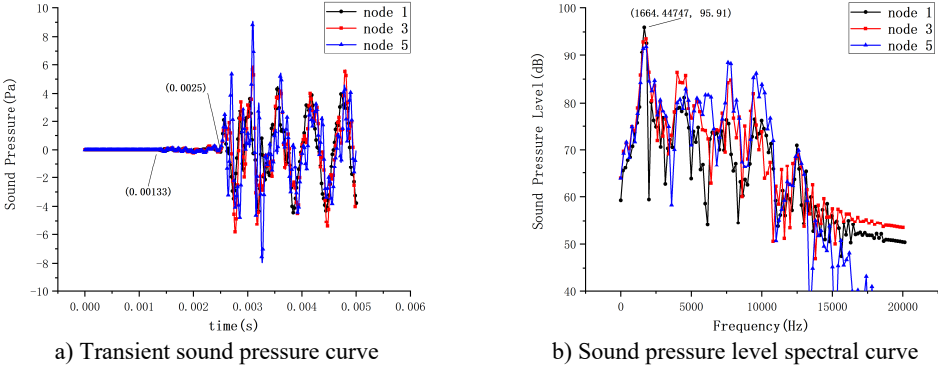 10
8
6
4
2
0
-2
-4
-6
-8
-10
Sound Pressure(Pa)
node 1
node 3
node 5
(0.0025)
(0.00133)
0.000 0.001 0.002 0.003 0.004 0.005 0.006
time(s)
a) Transient sound pressure curve
100
90
80
70
60
50
40
Sound Pressure Level(dB)
(1664.44747, 95.91)
node 1
node 3
node 5
0 5000 10000 15000 20000
Frequency(Hz)
b) Sound pressure level spectral curve